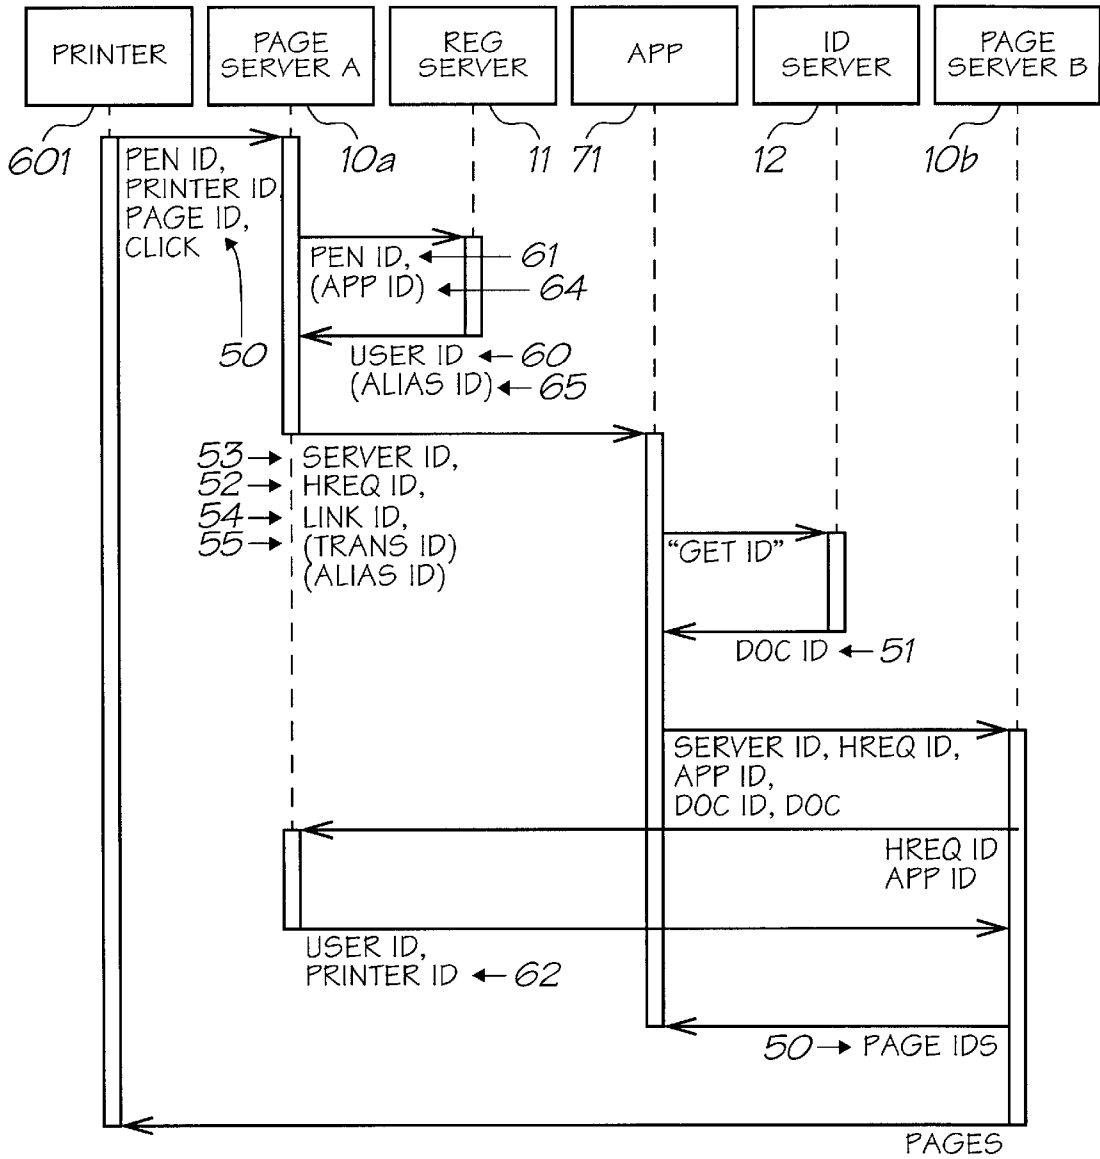 PRINTER
PAGE
SERVER A
REG
SERVER
APP
ID
SERVER
PAGE
SERVER B
601
10a
11
71
12
10b
PEN ID,
PRINTER ID,
PAGE ID,
CLICK
50
PEN ID,
61
(APP ID)
64
USER ID
60
(ALIAS ID)
65
53
SERVER ID,
52
HREQ ID,
54
LINK ID,
55
(TRANS ID)
(ALIAS ID)
"GET ID"
DOC ID
51
SERVER ID, HREQ ID,
APP ID,
DOC ID, DOC
HREQ ID
APP ID
USER ID,
PRINTER ID
62
50
PAGE IDS
PAGES